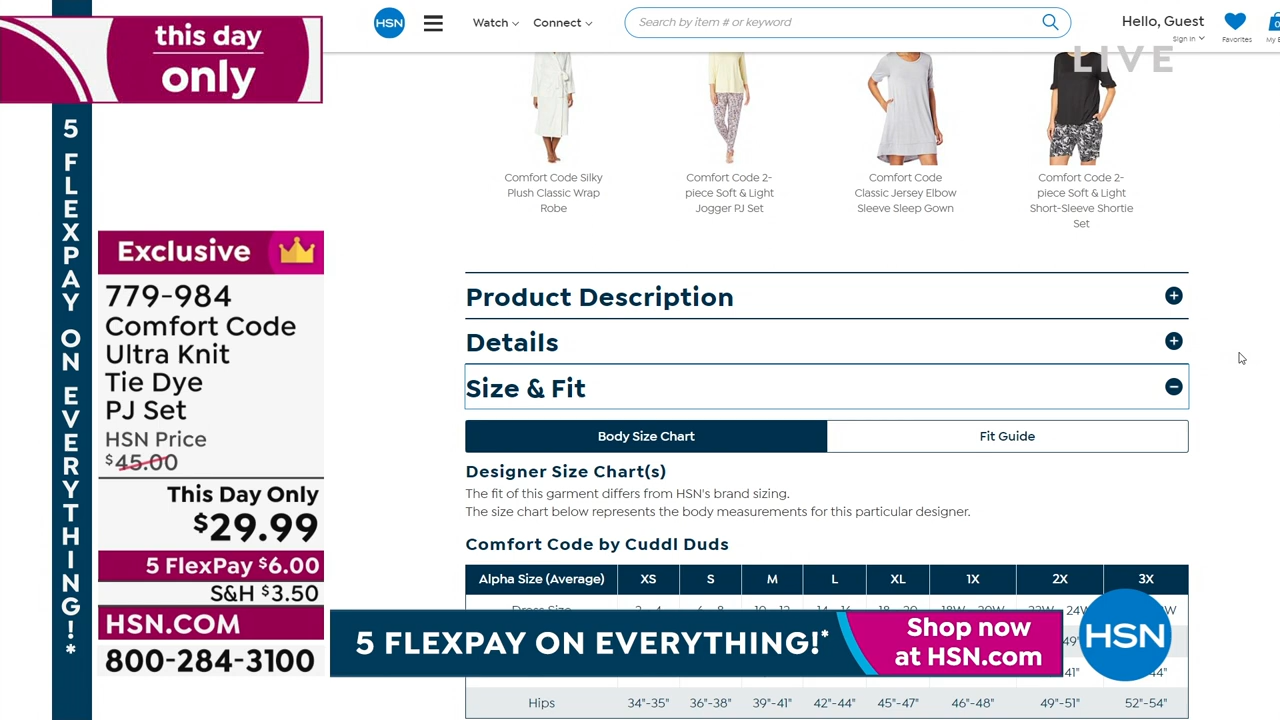 this day
only
5 FLEXPAY ON EVERYTHING!*
Exclusive
779-984
Comfort Code
Ultra Knit
Tie Dye
PJ Set
HSN Price
$45.00
This Day Only
$29.99
5 FlexPay $6.00
S&H $3.50
HSN.COM
800-284-3100
HSN
Watch
Connect
Search by item # or keyword
Hello, Guest
Sign In
Favorites
My
0
LIVE
Comfort Code Silky
Plush Classic Wrap
Robe
Comfort Code 2-
piece Soft & Light
Jogger PJ Set
Comfort Code
Classic Jersey Elbow
Sleeve Sleep Gown
Comfort Code 2-
piece Soft & Light
Short-Sleeve Shortie
Set
Product Description
Details
Size & Fit
Body Size Chart
Fit Guide
Designer Size Chart(s)
The fit of this garment differs from HSN's brand sizing.
The size chart below represents the body measurements for this particular designer.
Comfort Code by Cuddl Duds
Alpha Size (Average) XS S M L XL 1X 2X 3X
Hips 34"-35" 36"-38" 39"-41" 42"-44" 45"-47" 46"-48" 49"-51" 52"-54"
5 FLEXPAY ON EVERYTHING!*
Shop now
at HSN.com
HSN